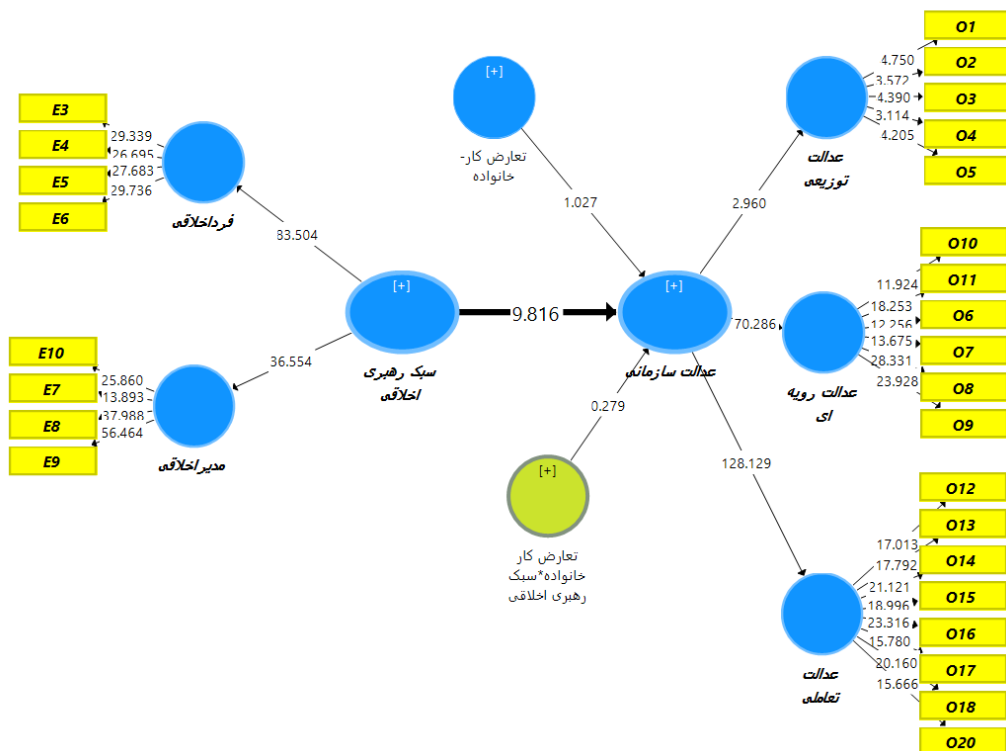 E3
E4
E5
E6
29.339
26.695
27.683
29.736
فرداخلاقی
83.504
E10
E7
E8
E9
25.860
13.893
37.988
56.464
مدیراخلاقی
36.554
[+]
سبک رهبری
اخلاقی
9.816
[+]
تعارض کار-
خانواده
1.027
[+]
عدالت سازمانی
0.279
[+]
تعارض کار
خانواده*سبک
رهبری اخلاقی
2.960
عدالت
توزیعی
4.750
3.572
4.390
3.114
4.205
O1
O2
O3
O4
O5
70.286
عدالت رویه
ای
11.924
18.253
12.256
13.675
28.331
23.928
O10
O11
O6
O7
O8
O9
128.129
عدالت
تعاملی
17.013
17.792
21.121
18.996
23.316
15.780
20.160
15.666
O12
O13
O14
O15
O16
O17
O18
O20